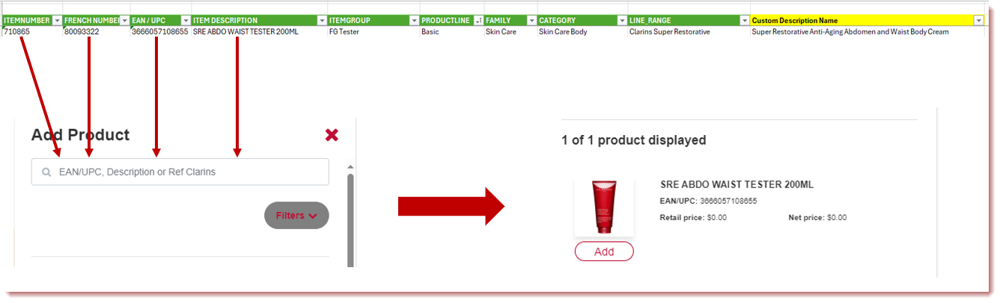 ITEMNUMBER FRENCH NUMBER EAN / UPC ITEM DESCRIPTION ITEMGROUP PRODUCTLINE FAMILY CATEGORY LINE_RANGE Custom Description Name
710865 80093322 3666057108655 SRE ABDO WAIST TESTER 200ML FG Tester Basic Skin Care Skin Care Body Clarins Super Restorative Super Restorative Anti-Aging Abdomen and Waist Body Cream
Add Product
EAN/UPC, Description or Ref Clarins
Filters
1 of 1 product displayed
SRE ABDO WAIST TESTER 200ML
EAN/UPC: 3666057108655
Retail price: $0.00 Net price: $0.00
Add